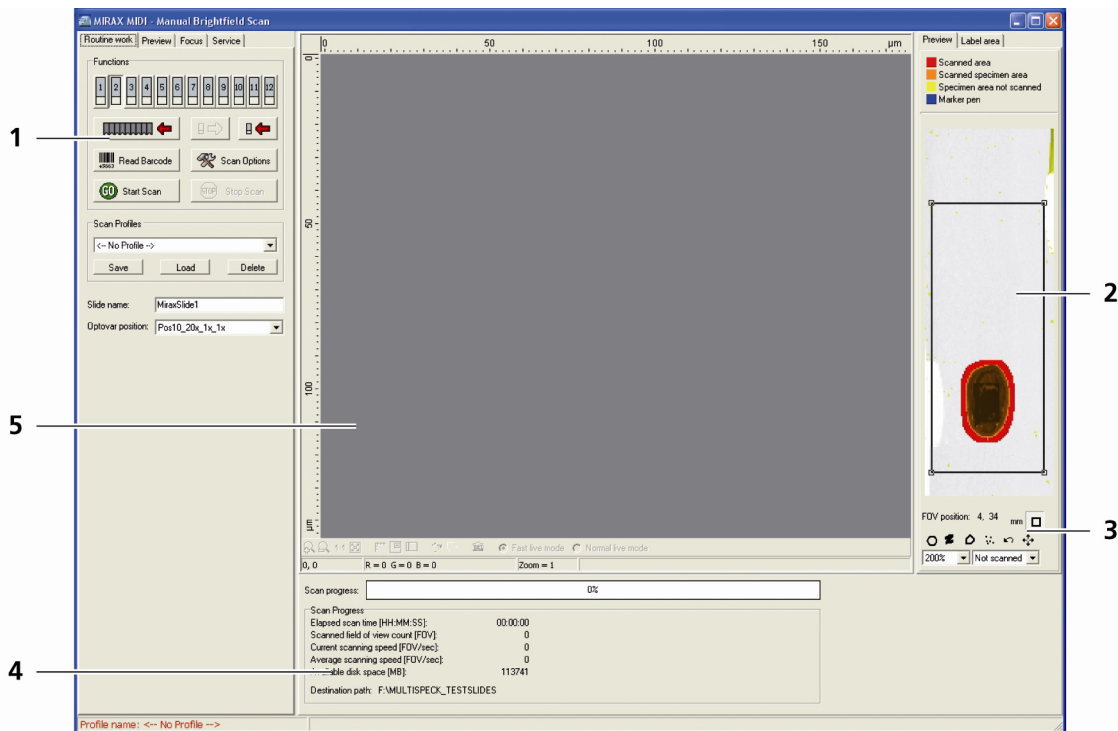 MIRAX MIDI - Manual Brightfield Scan
Routine work Preview Focus Service
Functions
1 2 3 4 5 6 7 8 9 10 11 12
Read Barcode Scan Options
GO Start Scan STOP Stop Scan
Scan Profiles
<-- No Profile -->
Save Load Delete
Slide name: MiraxSlide1
Optovar position: Pos10_20x_1x_1x
0 50 100 150 µm
0
50
100
µm
1:1 Fast live mode Normal live mode
0, 0 R = 0 G = 0 B = 0 Zoom = 1
Scan progress: 0%
Scan Progress
Elapsed scan time [HH:MM:SS]: 00:00:00
Scanned field of view count [FOV]: 0
Current scanning speed [FOV/sec]: 0
Average scanning speed [FOV/sec]: 0
Available disk space [MB]: 113741
Destination path: F:\MULTISPECK_TESTSLIDES
Preview Label area
Scanned area
Scanned specimen area
Specimen area not scanned
Marker pen
FOV position: 4, 34 mm
200% Not scanned
Profile name: <-- No Profile -->
1
2
3
4
5